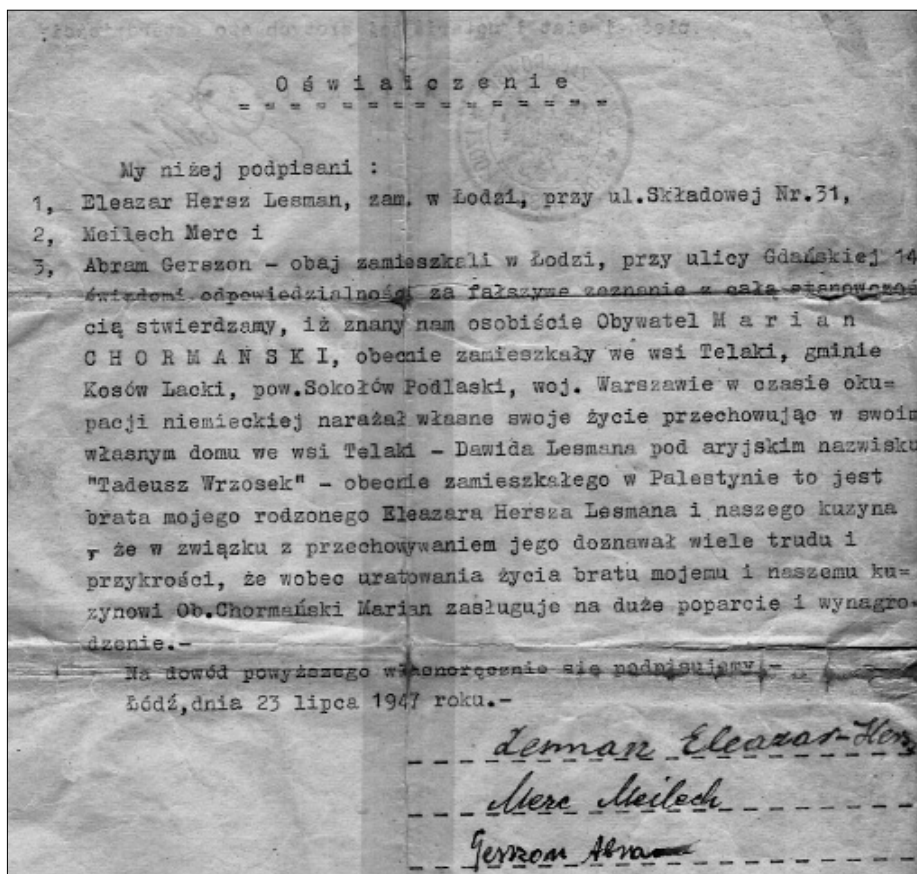 O ś w i a d c z e n i e
My niżej podpisani :
1, Eleazar Hersz Lesman, zam. w Łodzi, przy ul.Składowej Nr.31,
2, Meilech Merc i
3, Abram Gerszon - obaj zamieszkali w Łodzi, przy ulicy Gdańskiej 14
świadomi odpowiedzialności za fałszywe zeznanie z całą stanowczoś
cią stwierdzamy, iż znany nam osobiście Obywatel M a r i a n
C H O R M A Ń S K I, obecnie zamieszkały we wsi Telaki, gminie
Kosów Lacki, pow.Sokołów Podlaski, woj. Warszawie w czasie oku=
pacji niemieckiej narażał własne swoje życie przechowując w swoim
własnym domu we wsi Telaki - Dawida Lesmana pod aryjskim nazwisku
"Tadeusz Wrzosek" - obecnie zamieszkałego w Palestynie to jest
brata mojego rodzonego Eleazara Hersza Lesmana i naszego kuzyna
, że w związku z przechowywaniem jego doznawał wiele trudu i
przykrości, że wobec uratowania życia bratu mojemu i naszemu ku=
zynowi Ob.Chormański Marian zasługuje na duże poparcie i wynagro-
dzenie.-
Na dowód powyższego własnoręcznie się podpisujemy.-
Łódź,dnia 23 lipca 1947 roku.-
Lesman Eleazar-Hersz
Merc Meilech
Gerszon Abra